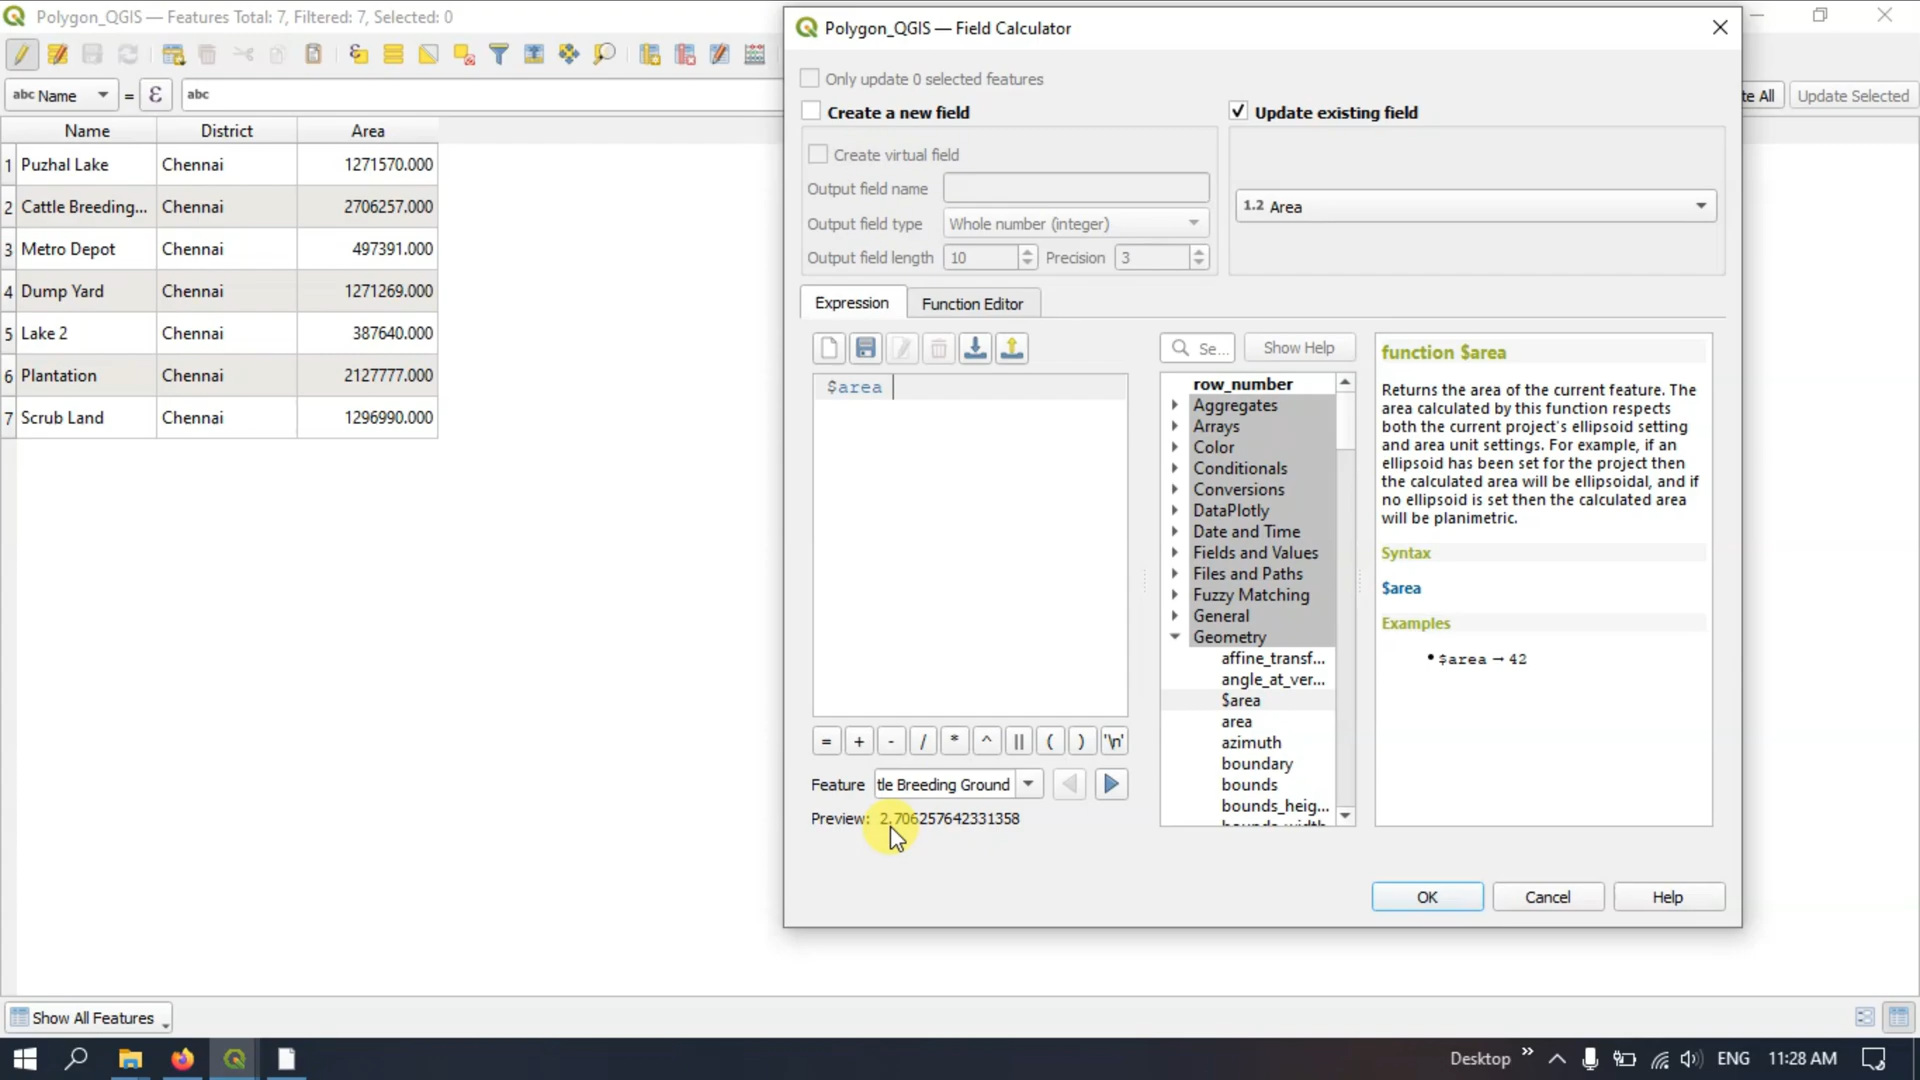 Polygon_QGIS — Features Total: 7, Filtered: 7, Selected: 0
abc Name = ε abc
Name District Area
1 Puzhal Lake Chennai 1271570.000
2 Cattle Breeding... Chennai 2706257.000
3 Metro Depot Chennai 497391.000
4 Dump Yard Chennai 1271269.000
5 Lake 2 Chennai 387640.000
6 Plantation Chennai 2127777.000
7 Scrub Land Chennai 1296990.000
Show All Features
Polygon_QGIS — Field Calculator
te All Update Selected
Only update 0 selected features
Create a new field
Create virtual field
Output field name
Output field type Whole number (integer)
Output field length 10 Precision 3
Update existing field
1.2 Area
Expression Function Editor
$area
= + - / * ^ || ( ) '\n'
Feature tle Breeding Ground
Preview: 2.706257642331358
Se... Show Help
row_number
Aggregates
Arrays
Color
Conditionals
Conversions
DataPlotly
Date and Time
Fields and Values
Files and Paths
Fuzzy Matching
General
Geometry
affine_transf...
angle_at_ver...
$area
area
azimuth
boundary
bounds
bounds_heig...
function $area
Returns the area of the current feature. The
area calculated by this function respects
both the current project's ellipsoid setting
and area unit settings. For example, if an
ellipsoid has been set for the project then
the calculated area will be ellipsoidal, and if
no ellipsoid is set then the calculated area
will be planimetric.
Syntax
$area
Examples
• $area → 42
OK Cancel Help
Desktop » ENG 11:28 AM